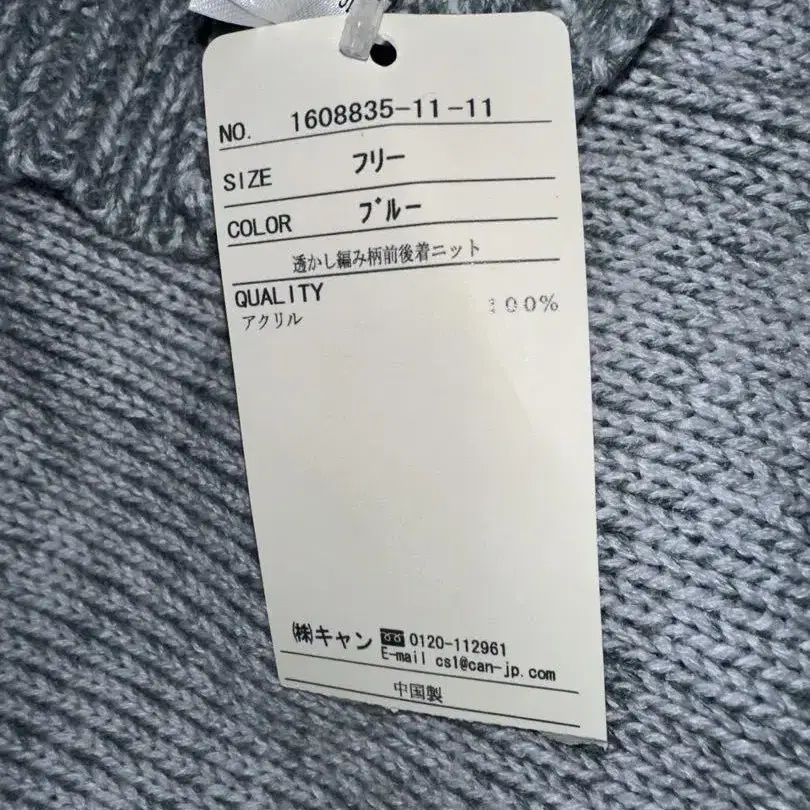 NO. 1608835-11-11
SIZE フリー
COLOR ブルー
透かし編み柄前後着ニット
QUALITY
アクリル 100%
㈱キャン 0120-112961
E-mail cs1@can-jp.com
中国製